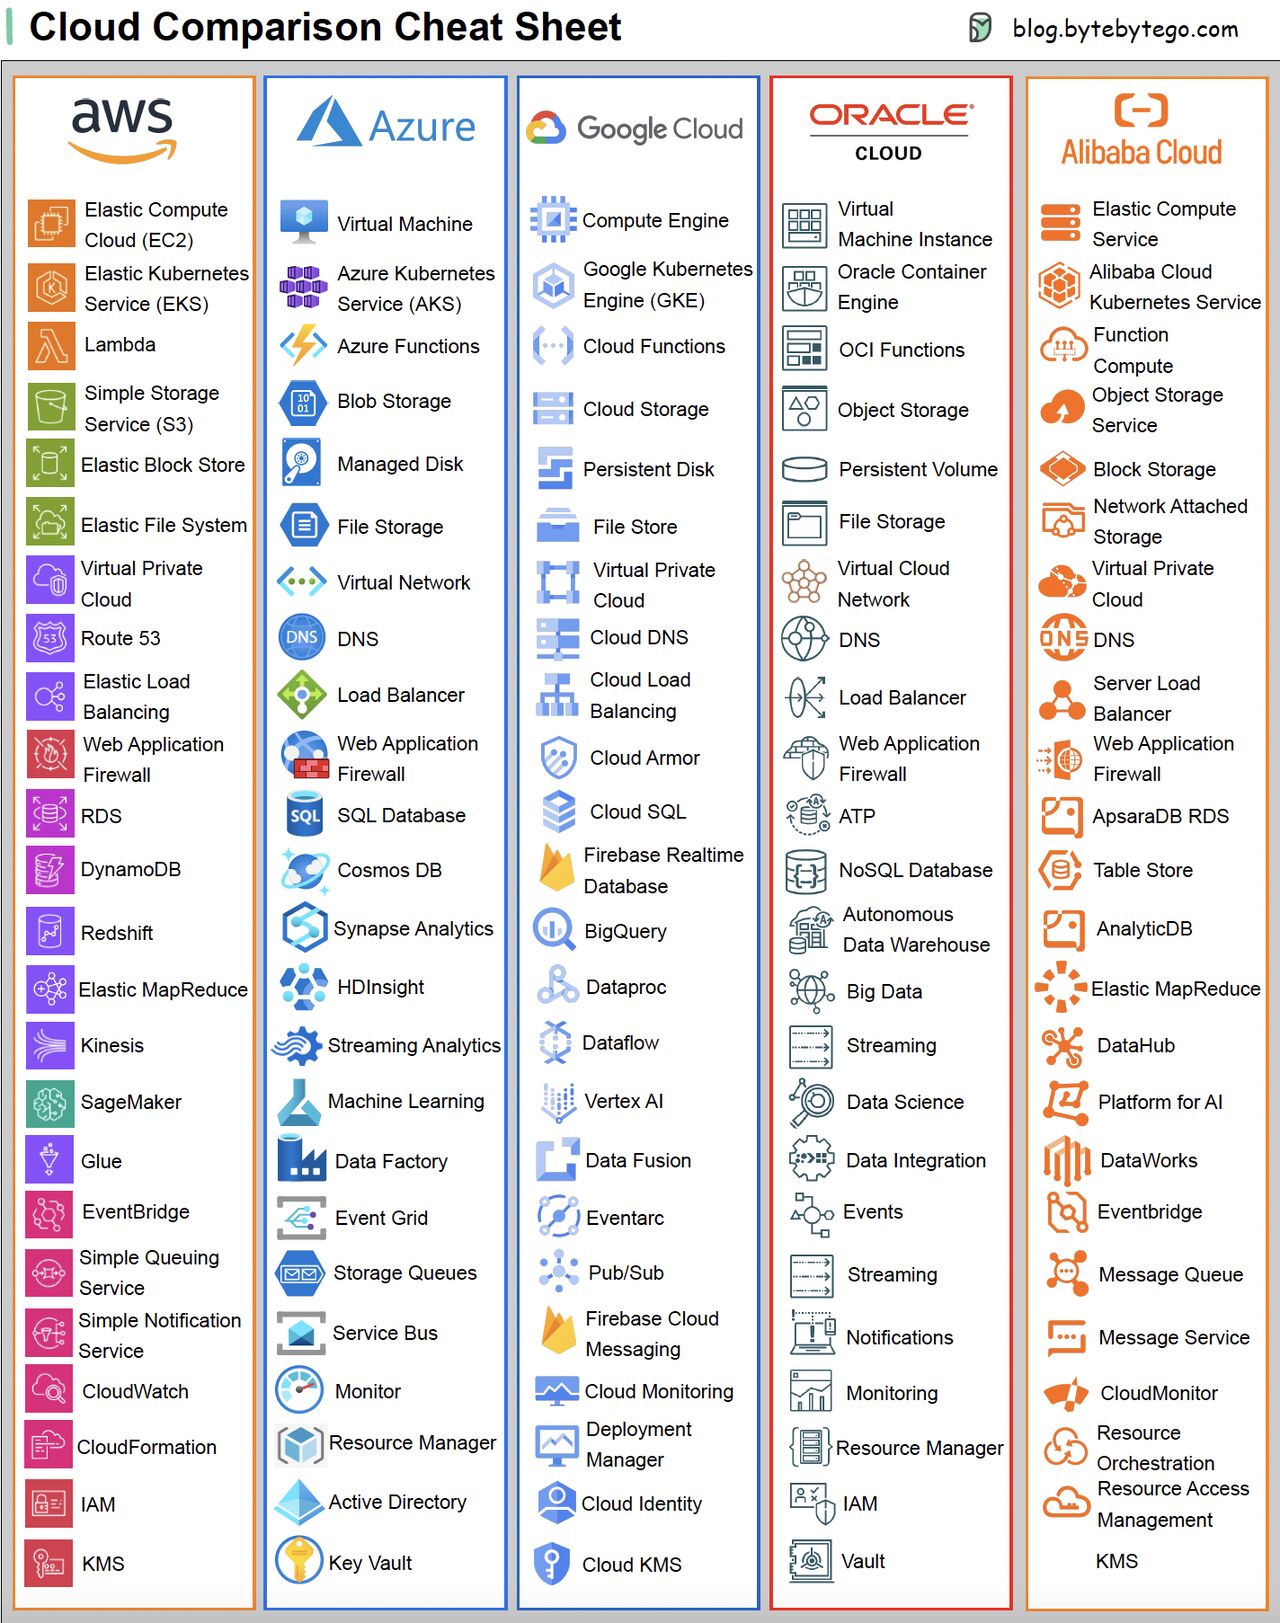 Cloud Comparison Cheat Sheet
blog.bytebytego.com
aws
Elastic Compute
Cloud (EC2)
Elastic Kubernetes
Service (EKS)
Lambda
Simple Storage
Service (S3)
Elastic Block Store
Elastic File System
Virtual Private
Cloud
53
Route 53
Elastic Load
Balancing
Web Application
Firewall
RDS
DynamoDB
Redshift
Elastic MapReduce
Kinesis
SageMaker
Glue
EventBridge
Simple Queuing
Service
Simple Notification
Service
CloudWatch
CloudFormation
IAM
KMS
Azure
Virtual Machine
Azure Kubernetes
Service (AKS)
Azure Functions
10
01
Blob Storage
Managed Disk
File Storage
Virtual Network
DNS
DNS
Load Balancer
Web Application
Firewall
SQL
SQL Database
Cosmos DB
Synapse Analytics
HDInsight
Streaming Analytics
Machine Learning
Data Factory
Event Grid
Storage Queues
Service Bus
Monitor
Resource Manager
Active Directory
Key Vault
Google Cloud
Compute Engine
Google Kubernetes
Engine (GKE)
Cloud Functions
Cloud Storage
Persistent Disk
File Store
Virtual Private
Cloud
Cloud DNS
Cloud Load
Balancing
Cloud Armor
Cloud SQL
Firebase Realtime
Database
BigQuery
Dataproc
Dataflow
Vertex AI
Data Fusion
Eventarc
Pub/Sub
Firebase Cloud
Messaging
Cloud Monitoring
Deployment
Manager
Cloud Identity
Cloud KMS
ORACLE
CLOUD
Virtual
Machine Instance
Oracle Container
Engine
OCI Functions
Object Storage
Persistent Volume
File Storage
Virtual Cloud
Network
DNS
Load Balancer
Web Application
Firewall
ATP
NoSQL Database
Autonomous
Data Warehouse
Big Data
Streaming
Data Science
Data Integration
Events
Streaming
Notifications
Monitoring
Resource Manager
IAM
Vault
Alibaba Cloud
Elastic Compute
Service
Alibaba Cloud
Kubernetes Service
Function
Compute
Object Storage
Service
Block Storage
Network Attached
Storage
Virtual Private
Cloud
DNS
DNS
Server Load
Balancer
Web Application
Firewall
ApsaraDB RDS
Table Store
AnalyticDB
Elastic MapReduce
DataHub
Platform for AI
DataWorks
Eventbridge
Message Queue
Message Service
CloudMonitor
Resource
Orchestration
Resource Access
Management
KMS